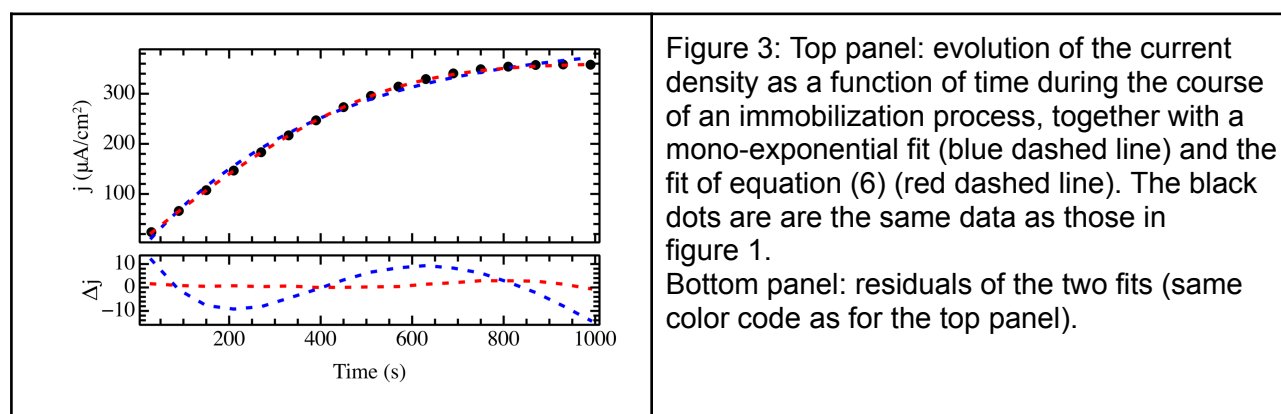 300
200
100
j (µA/cm²)
10
0
−10
Δj
200 400 600 800 1000
Time (s)
Figure 3: Top panel: evolution of the current
density as a function of time during the course
of an immobilization process, together with a
mono-exponential fit (blue dashed line) and the
fit of equation (6) (red dashed line). The black
dots are are the same data as those in
figure 1.
Bottom panel: residuals of the two fits (same
color code as for the top panel).